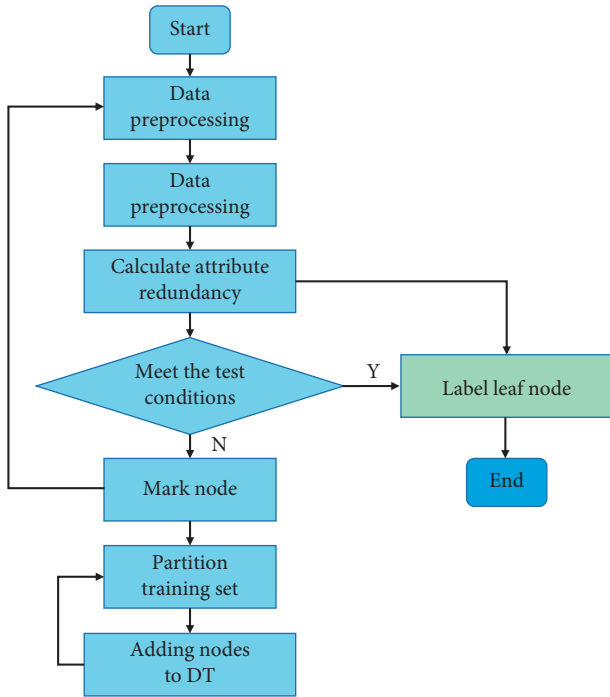 Start
Data
preprocessing
Data
preprocessing
Calculate attribute
redundancy
Meet the test
conditions
Y
Label leaf node
N
End
Mark node
Partition
training set
Adding nodes
to DT